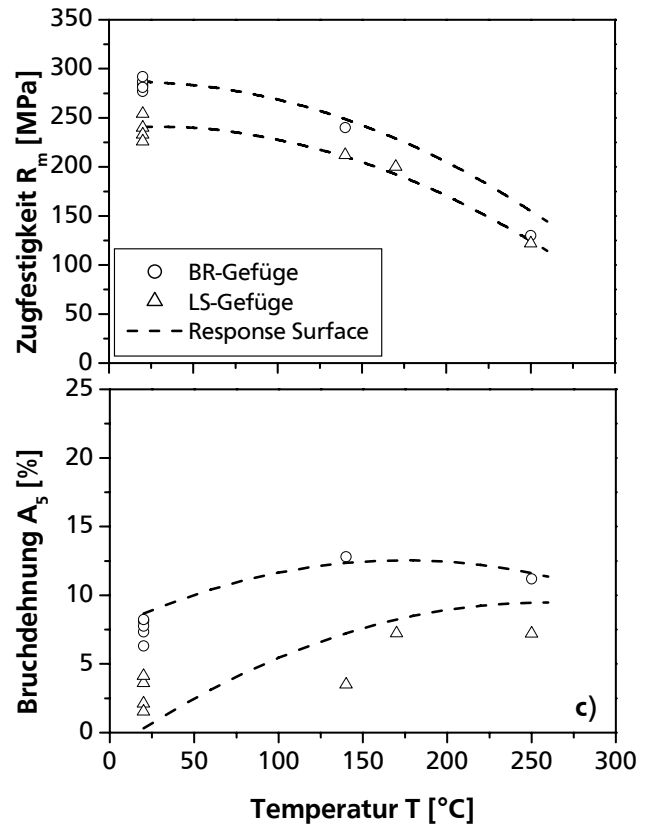 350
300
250
200
150
100
50
0
Zugfestigkeit R_m [MPa]
BR-Gefüge
LS-Gefüge
Response Surface
25
20
15
10
5
0
Bruchdehnung A_5 [%]
c)
0 50 100 150 200 250 300
Temperatur T [°C]